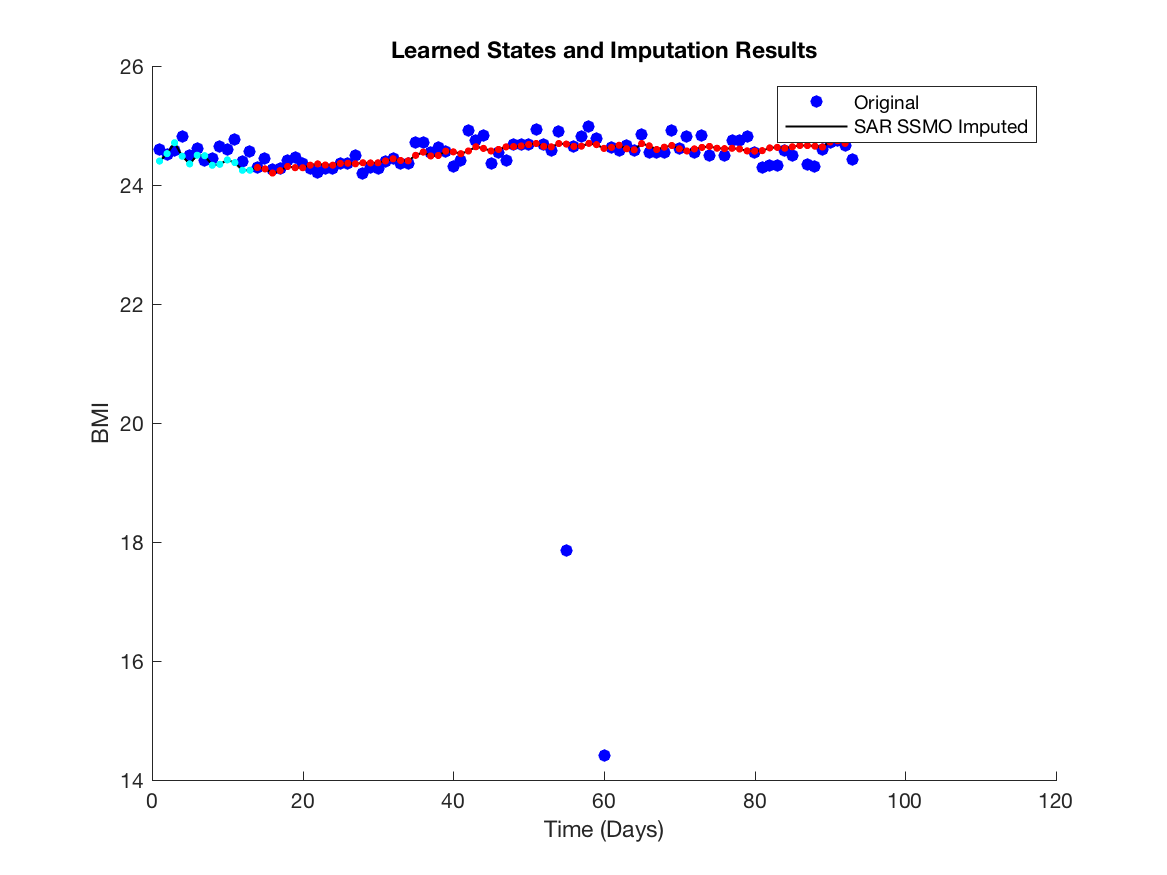 Learned States and Imputation Results
Original
SAR SSMO Imputed
26
24
22
20
18
16
14
BMI
0 20 40 60 80 100 120
Time (Days)